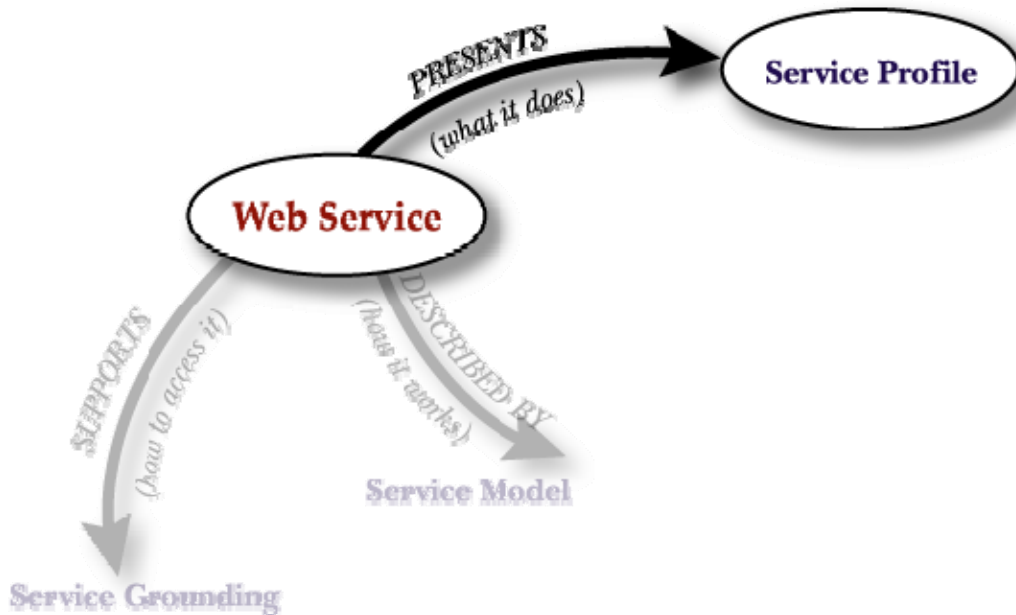 PRESENTS
(what it does)
Service Profile
Web Service
SUPPORTS
(how to access it)
DESCRIBED BY
(how it works)
Service Model
Service Grounding